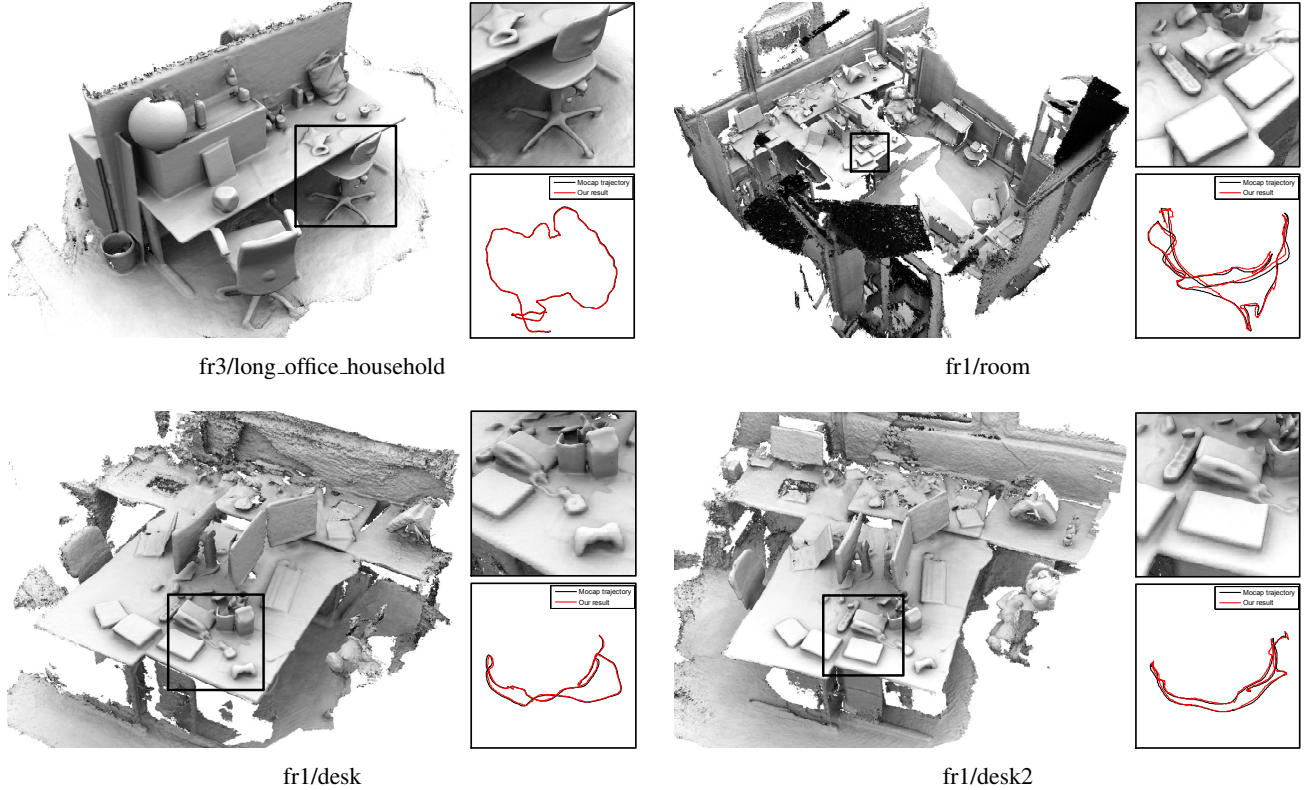 Mocap trajectory
Our result
Mocap trajectory
Our result
fr3/long_office_household
fr1/room
Mocap trajectory
Our result
Mocap trajectory
Our result
fr1/desk
fr1/desk2